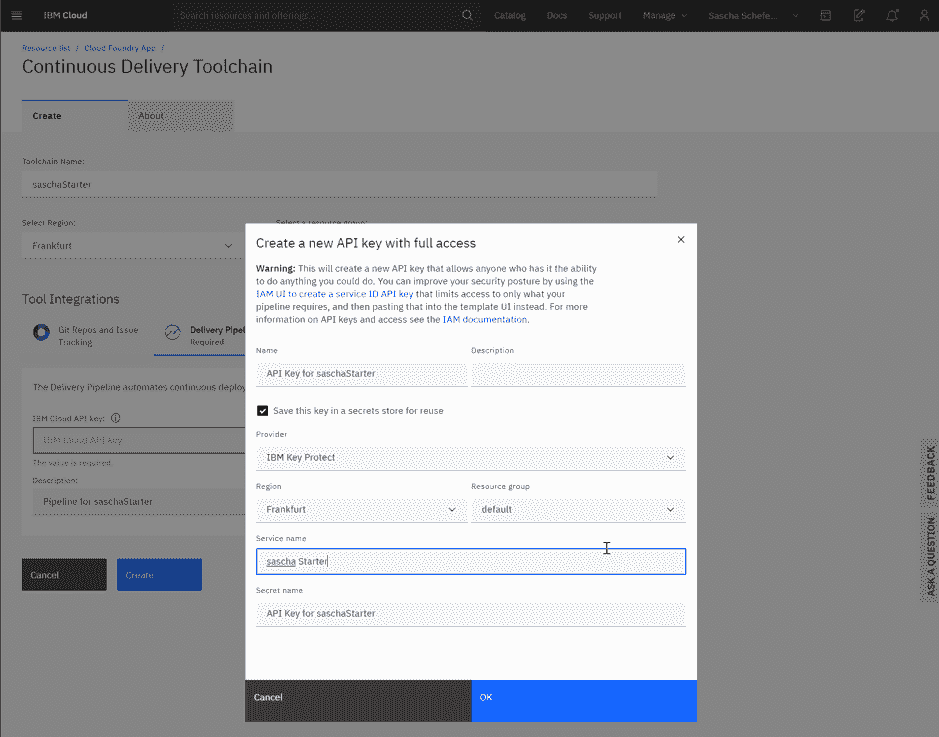 IBM Cloud
Search resources and offerings...
Catalog
Docs
Support
Manage
Sascha Schefe...
Resource list / Cloud Foundry App /
Continuous Delivery Toolchain
Create
About
Toolchain Name:
saschaStarter
Select Region:
Select a resource group:
Frankfurt
Tool Integrations
Git Repos and Issue
Tracking
Delivery Pipel
Required
The Delivery Pipeline automates continuous deploy
IBM Cloud API key:
IBM Cloud API key
The value is required.
Description:
Pipeline for saschaStarter
Cancel
Create
Create a new API key with full access
Warning: This will create a new API key that allows anyone who has it the ability
to do anything you could do. You can improve your security posture by using the
IAM UI to create a service ID API key that limits access to only what your
pipeline requires, and then pasting that into the template UI instead. For more
information on API keys and access see the IAM documentation.
Name
Description
API Key for saschaStarter
Save this key in a secrets store for reuse
Provider
IBM Key Protect
Region
Resource group
Frankfurt
default
Service name
sascha Starter
Secret name
API Key for saschaStarter
Cancel
OK
FEEDBACK
ASK A QUESTION